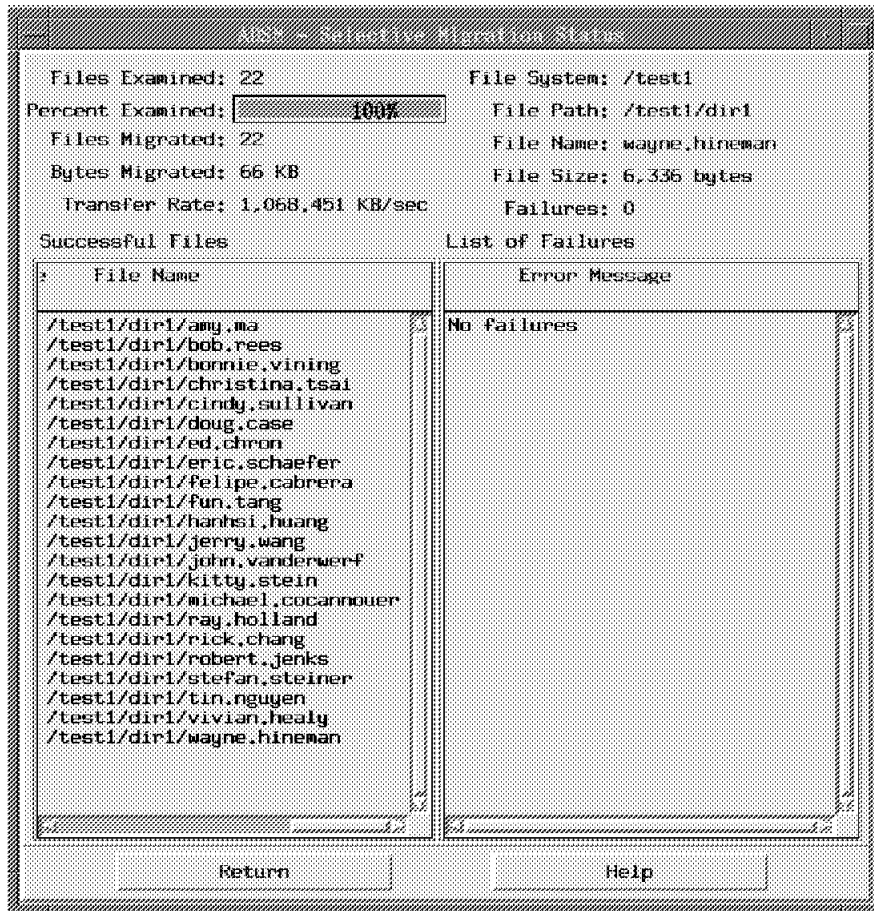 ADSM - Selective Migration Status
Files Examined: 22
Percent Examined: 100%
Files Migrated: 22
Bytes Migrated: 66 KB
Transfer Rate: 1,068,451 KB/sec
File System: /test1
File Path: /test1/dir1
File Name: wayne.hineman
File Size: 6,336 bytes
Failures: 0
Successful Files
File Name
/test1/dir1/amy.ma
/test1/dir1/bob.rees
/test1/dir1/bonnie.vining
/test1/dir1/christina.tsai
/test1/dir1/cindy.sullivan
/test1/dir1/doug.case
/test1/dir1/ed.chron
/test1/dir1/eric.schaefer
/test1/dir1/felipe.cabrera
/test1/dir1/fun.tang
/test1/dir1/hanhsi.huang
/test1/dir1/jerry.wang
/test1/dir1/john.vanderwerf
/test1/dir1/kitty.stein
/test1/dir1/michael.cocannouer
/test1/dir1/ray.holland
/test1/dir1/rick.chang
/test1/dir1/robert.jenks
/test1/dir1/stefan.steiner
/test1/dir1/tin.nguyen
/test1/dir1/vivian.healy
/test1/dir1/wayne.hineman
List of Failures
Error Message
No failures
Return
Help